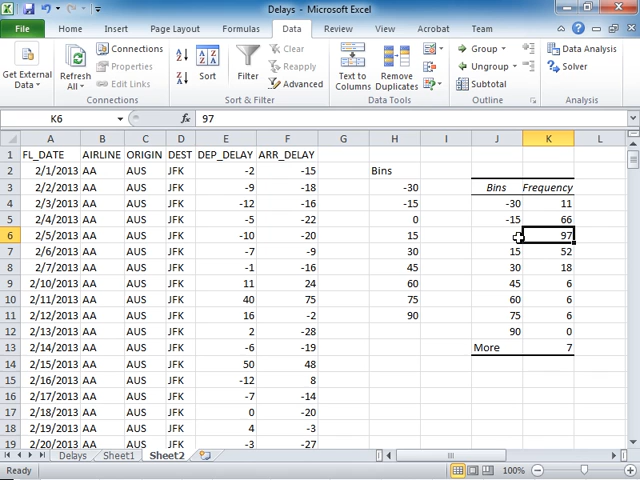 Delays - Microsoft Excel
File Home Insert Page Layout Formulas Data Review View Acrobat Team
Get External Data
Refresh All
Connections
Properties
Edit Links
Connections
Sort
Filter
Clear
Reapply
Advanced
Sort & Filter
Text to Columns
Remove Duplicates
Data Tools
Group
Ungroup
Subtotal
Outline
Data Analysis
Solver
Analysis
K6 fx 97
A B C D E F G H I J K L
1 FL_DATE AIRLINE ORIGIN DEST DEP_DELAY ARR_DELAY
2 2/1/2013 AA AUS JFK -2 -15 Bins
3 2/2/2013 AA AUS JFK -9 -18 -30 Bins Frequency
4 2/3/2013 AA AUS JFK -12 -16 -15 -30 11
5 2/4/2013 AA AUS JFK -5 -22 0 -15 66
6 2/5/2013 AA AUS JFK -10 -20 15 97
7 2/6/2013 AA AUS JFK -7 -9 30 15 52
8 2/7/2013 AA AUS JFK -1 -16 45 30 18
9 2/10/2013 AA AUS JFK 11 24 60 45 6
10 2/11/2013 AA AUS JFK 40 75 75 60 6
11 2/12/2013 AA AUS JFK 16 -2 90 75 6
12 2/13/2013 AA AUS JFK 2 -28 90 0
13 2/14/2013 AA AUS JFK -6 -19 More 7
14 2/15/2013 AA AUS JFK 50 48
15 2/16/2013 AA AUS JFK -12 8
16 2/17/2013 AA AUS JFK -7 -14
17 2/18/2013 AA AUS JFK 0 -20
18 2/19/2013 AA AUS JFK 4 -3
19 2/20/2013 AA AUS JFK -3 -27
Delays Sheet1 Sheet2
Ready 100%